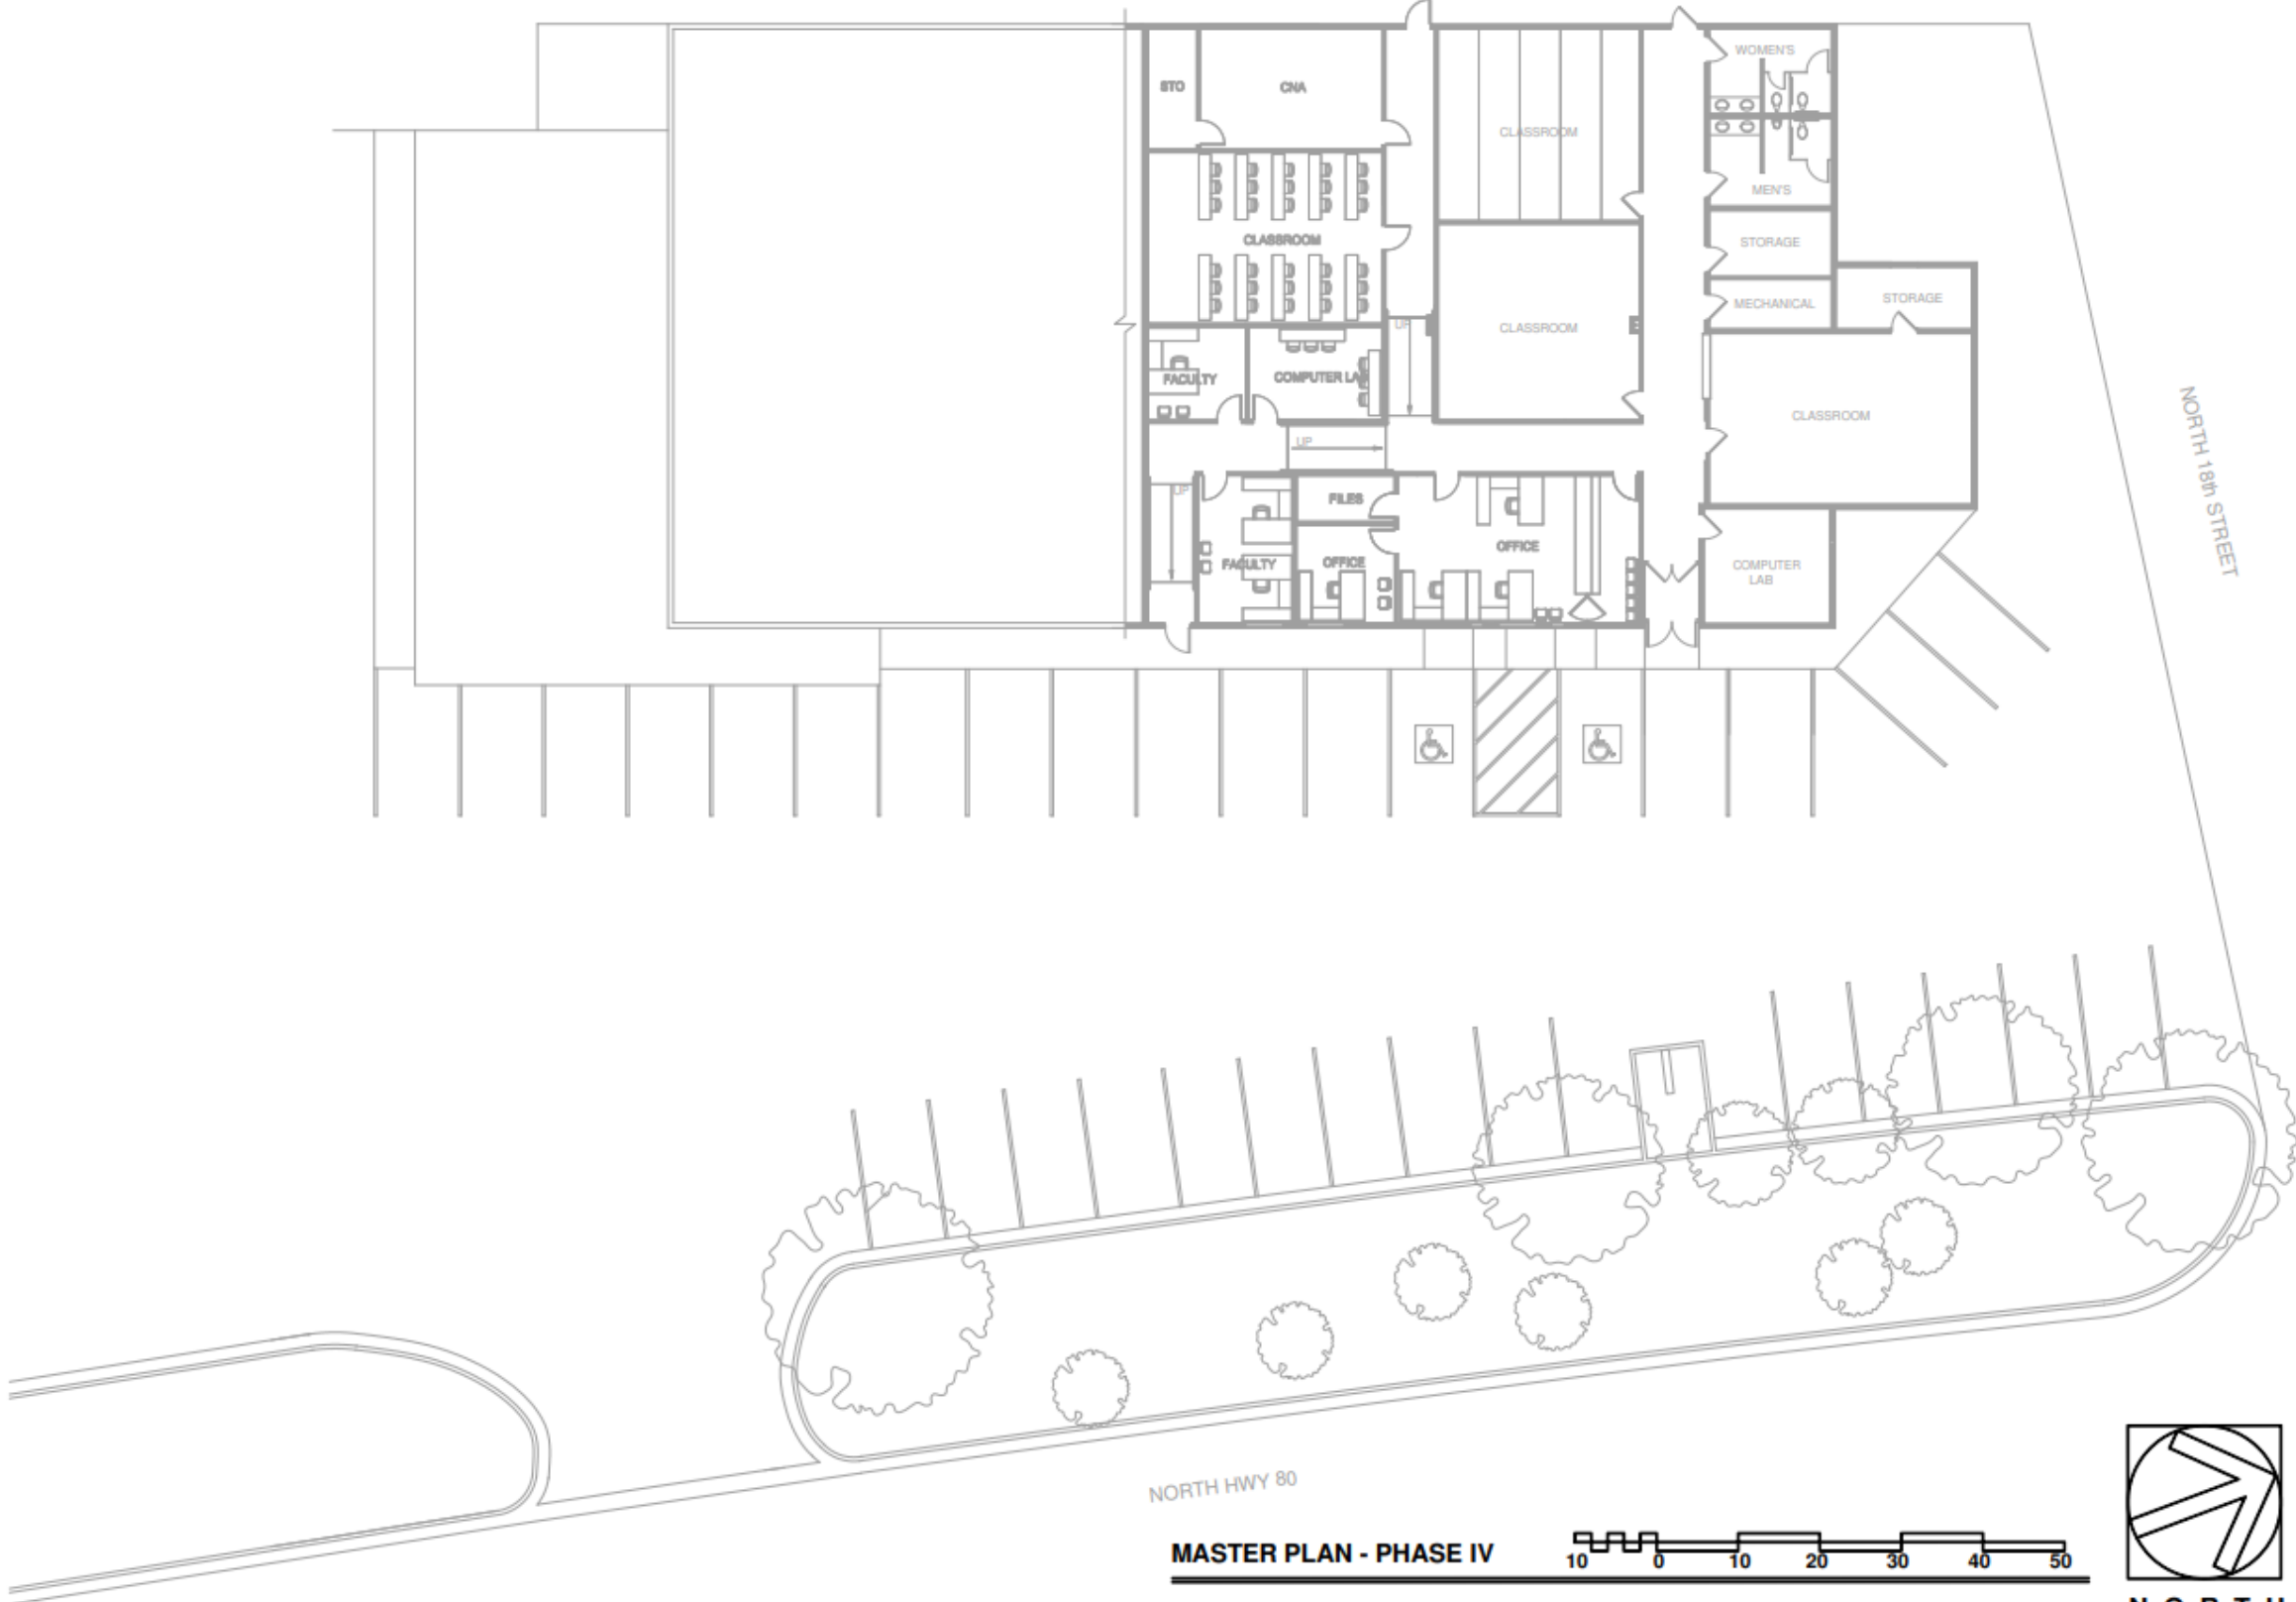 WOMEN'S
STO
CNA
CLASSROOM
MEN'S
CLASSROOM
STORAGE
STORAGE
MECHANICAL
UP
CLASSROOM
FACULTY
COMPUTER LAB
CLASSROOM
UP
UP
FILES
OFFICE
FACULTY
OFFICE
COMPUTER
LAB
NORTH 18th STREET
NORTH HWY 80
MASTER PLAN - PHASE IV
10 0 10 20 30 40 50
NORTH